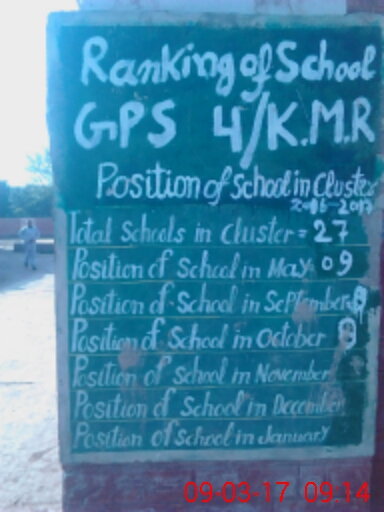 Ranking of School
GPS 4/K.M.R
Position of School in Cluster
2016-2017
Total Schools in cluster = 27
Position of School in May 09
Position of School in September
Position of School in October
Position of School in November
Position of School in December
Position of School in January
09-03-17 09:14